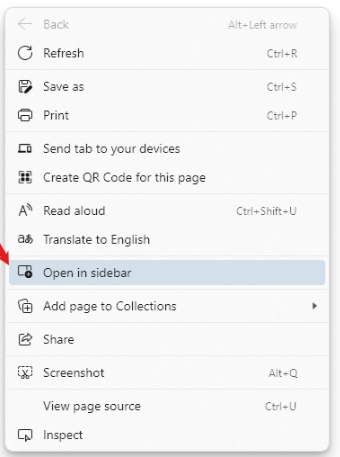 Back Alt+Left arrow
Refresh Ctrl+R
Save as Ctrl+S
Print Ctrl+P
Send tab to your devices
Create QR Code for this page
Read aloud Ctrl+Shift+U
Translate to English
Open in sidebar
Add page to Collections
Share
Screenshot Alt+Q
View page source Ctrl+U
Inspect